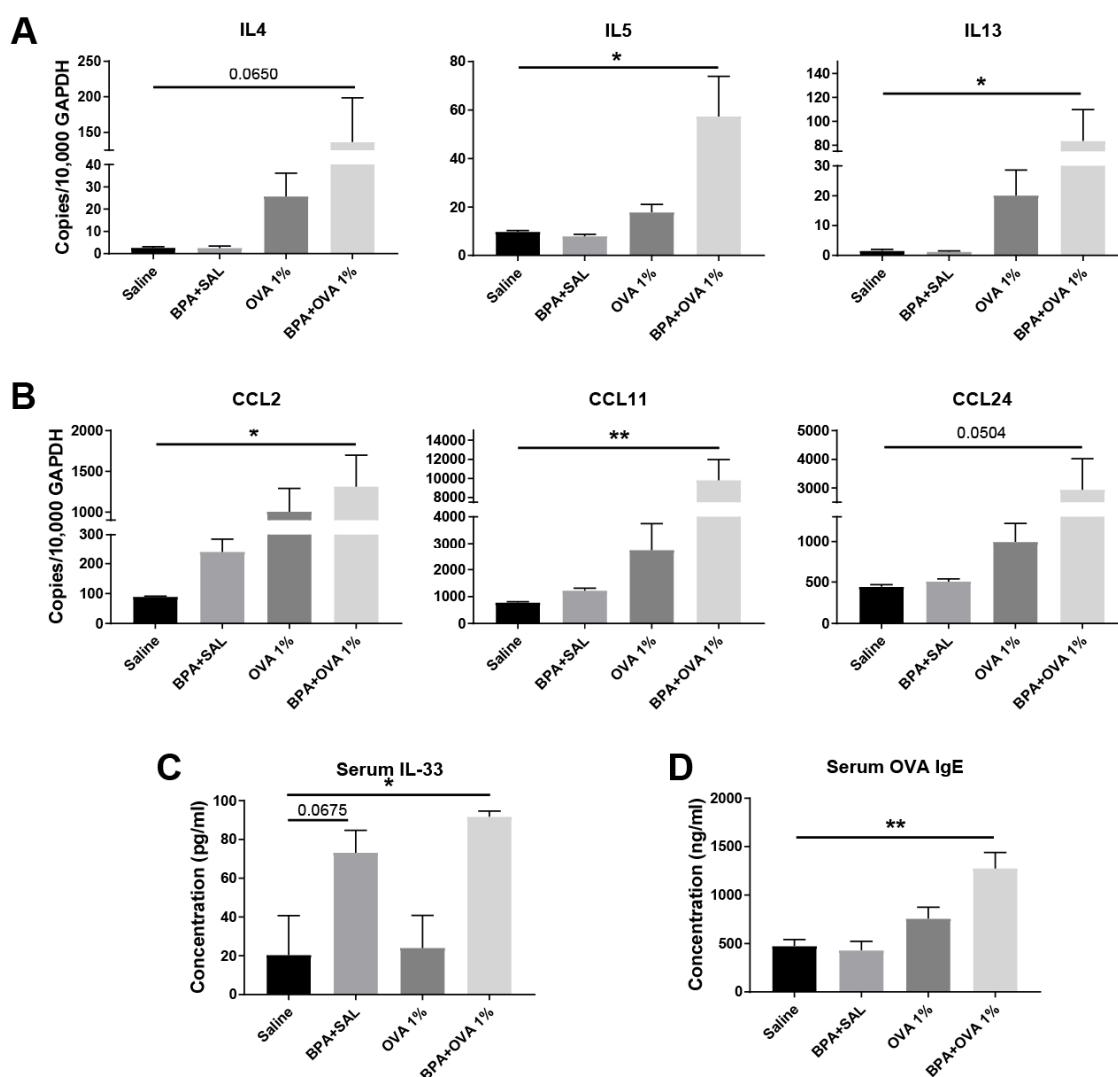 A
IL4
IL5
IL13
Copies/10,000 GAPDH
250
200
150
100
40
30
20
10
0
0.0650
Saline
BPA+SAL
OVA 1%
BPA+OVA 1%
80
60
40
20
0
*
Saline
BPA+SAL
OVA 1%
BPA+OVA 1%
140
120
100
80
30
20
10
0
*
Saline
BPA+SAL
OVA 1%
BPA+OVA 1%
B
CCL2
CCL11
CCL24
Copies/10,000 GAPDH
2000
1500
1000
300
200
100
0
*
Saline
BPA+SAL
OVA 1%
BPA+OVA 1%
14000
12000
10000
8000
6000
4000
3000
2000
1000
0
**
Saline
BPA+SAL
OVA 1%
BPA+OVA 1%
5000
4000
3000
2000
1000
500
0
0.0504
Saline
BPA+SAL
OVA 1%
BPA+OVA 1%
C
Serum IL-33
Concentration (pg/ml)
100
80
60
40
20
0
*
0.0675
Saline
BPA+SAL
OVA 1%
BPA+OVA 1%
D
Serum OVA IgE
Concentration (ng/ml)
2000
1500
1000
500
0
**
Saline
BPA+SAL
OVA 1%
BPA+OVA 1%